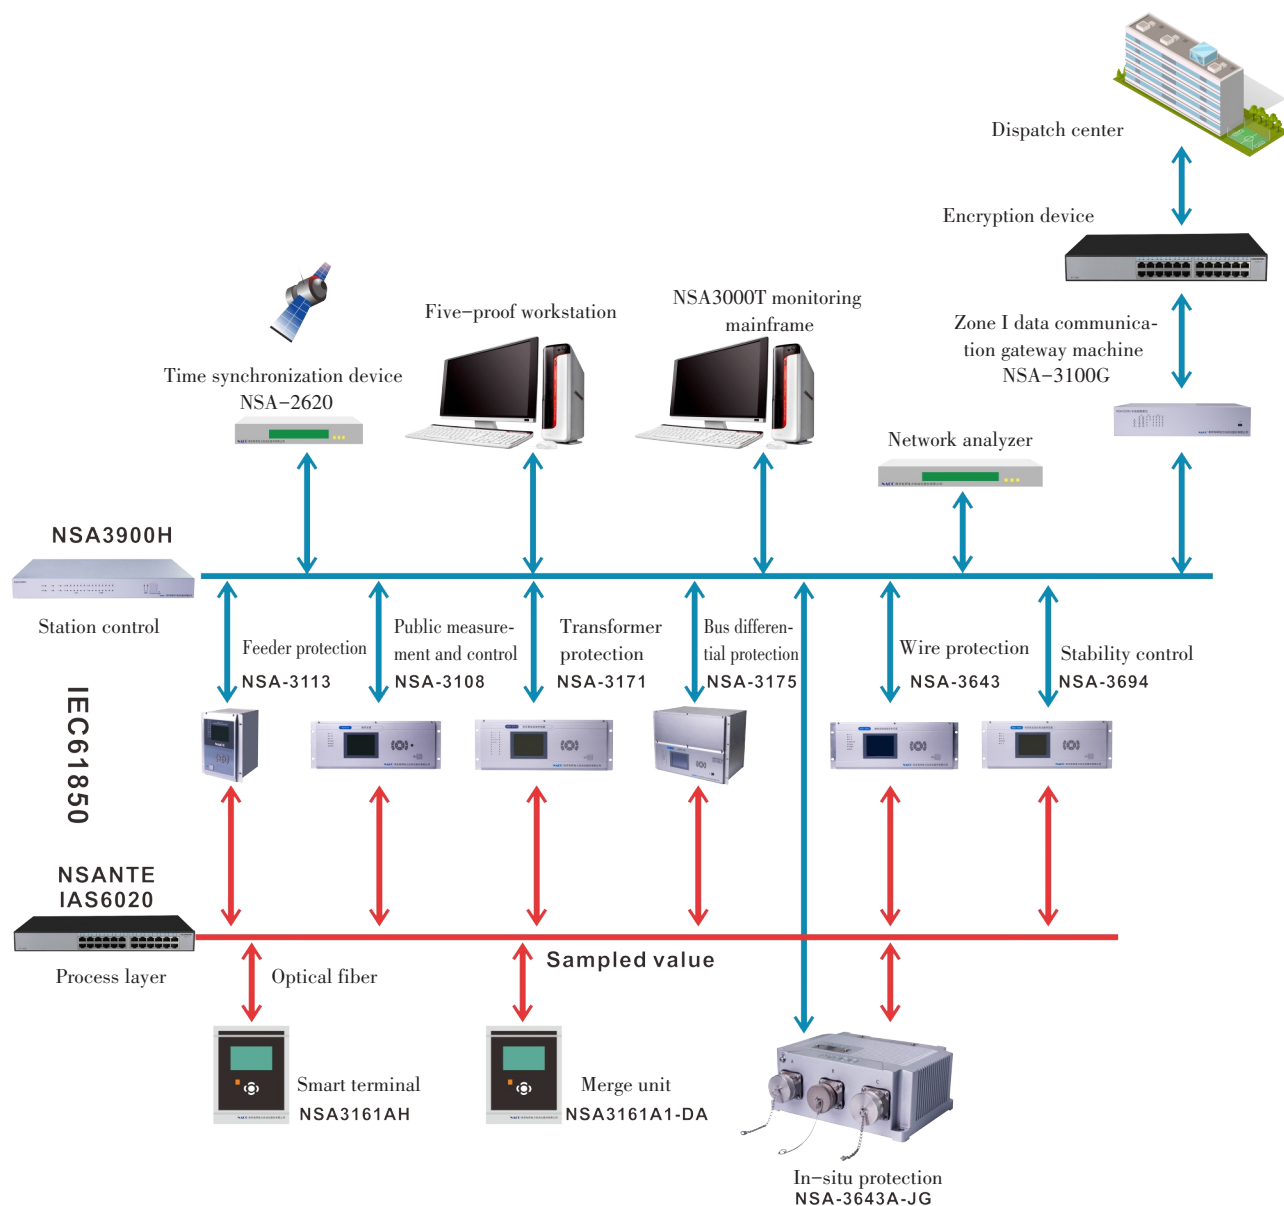 Dispatch center
Encryption device
Zone I data communica-
tion gateway machine
NSA-3100G
NSA3000T monitoring
mainframe
Five-proof workstation
Time synchronization device
NSA-2620
Network analyzer
NSA3900H
Station control
Feeder protection
NSA-3113
Public measure-
ment and control
NSA-3108
Transformer
protection
NSA-3171
Bus differen-
tial protection
NSA-3175
Wire protection
NSA-3643
Stability control
NSA-3694
IEC61850
NSANTE
IAS6020
Process layer
Optical fiber
Sampled value
Smart terminal
NSA3161AH
Merge unit
NSA3161A1-DA
In-situ protection
NSA-3643A-JG